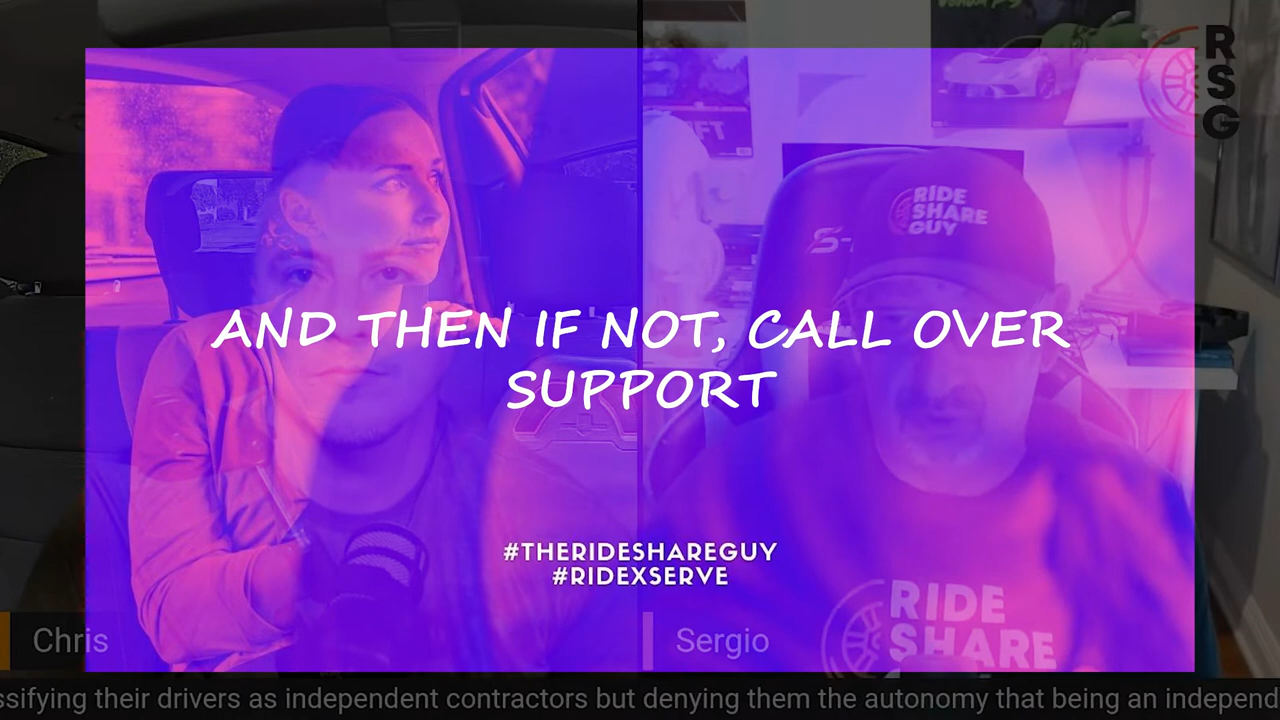 R
S
G
FT
RIDE
SHARE
GUY
AND THEN IF NOT, CALL OVER
SUPPORT
#THERIDESHAREGUY
#RIDEXSERVE
RIDE
SHARE
Chris
Sergio
ssifying their drivers as independent contractors but denying them the autonomy that being an independ